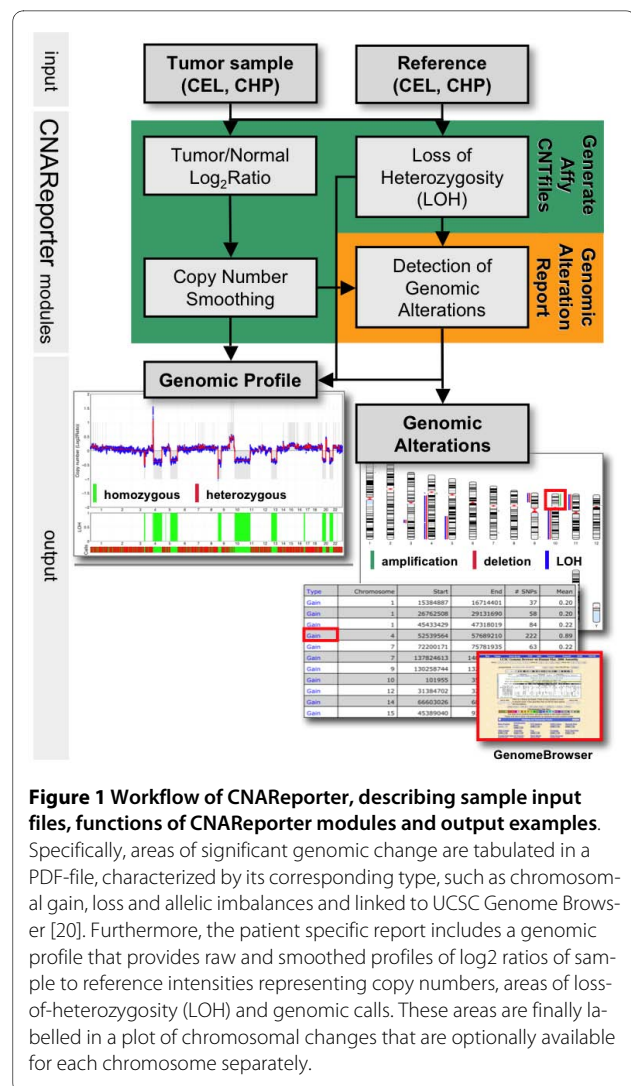 input
Tumor sample
(CEL, CHP)
Reference
(CEL, CHP)
CNAReporter modules
Tumor/Normal
Log2Ratio
Loss of
Heterozygosity
(LOH)
Generate
Affy
CNTfiles
Copy Number
Smoothing
Detection of
Genomic
Alterations
Genomic
Alteration
Report
output
Genomic Profile
Genomic
Alterations
Copy number (Log2Ratio)
homozygous
heterozygous
LOH
amplification
deletion
LOH
Type Chromosome Start End # SNPs Mean
Gain 1 15384887 16714401 37 0.20
Gain 1 26762508 29131690 58 0.20
Gain 1 45433429 47318019 84 0.22
Gain 4 52539564 57689210 222 0.89
Gain 7 72200171 75781935 63 0.22
Gain 7 137824613
Gain 9 130258744
Gain 10 101955
Gain 12 31384702
Gain 14 66603026
Gain 15 45389040
GenomeBrowser
Figure 1 Workflow of CNAReporter, describing sample input
files, functions of CNAReporter modules and output examples.
Specifically, areas of significant genomic change are tabulated in a
PDF-file, characterized by its corresponding type, such as chromosom-
al gain, loss and allelic imbalances and linked to UCSC Genome Brows-
er [20]. Furthermore, the patient specific report includes a genomic
profile that provides raw and smoothed profiles of log2 ratios of sam-
ple to reference intensities representing copy numbers, areas of loss-
of-heterozygosity (LOH) and genomic calls. These areas are finally la-
belled in a plot of chromosomal changes that are optionally available
for each chromosome separately.